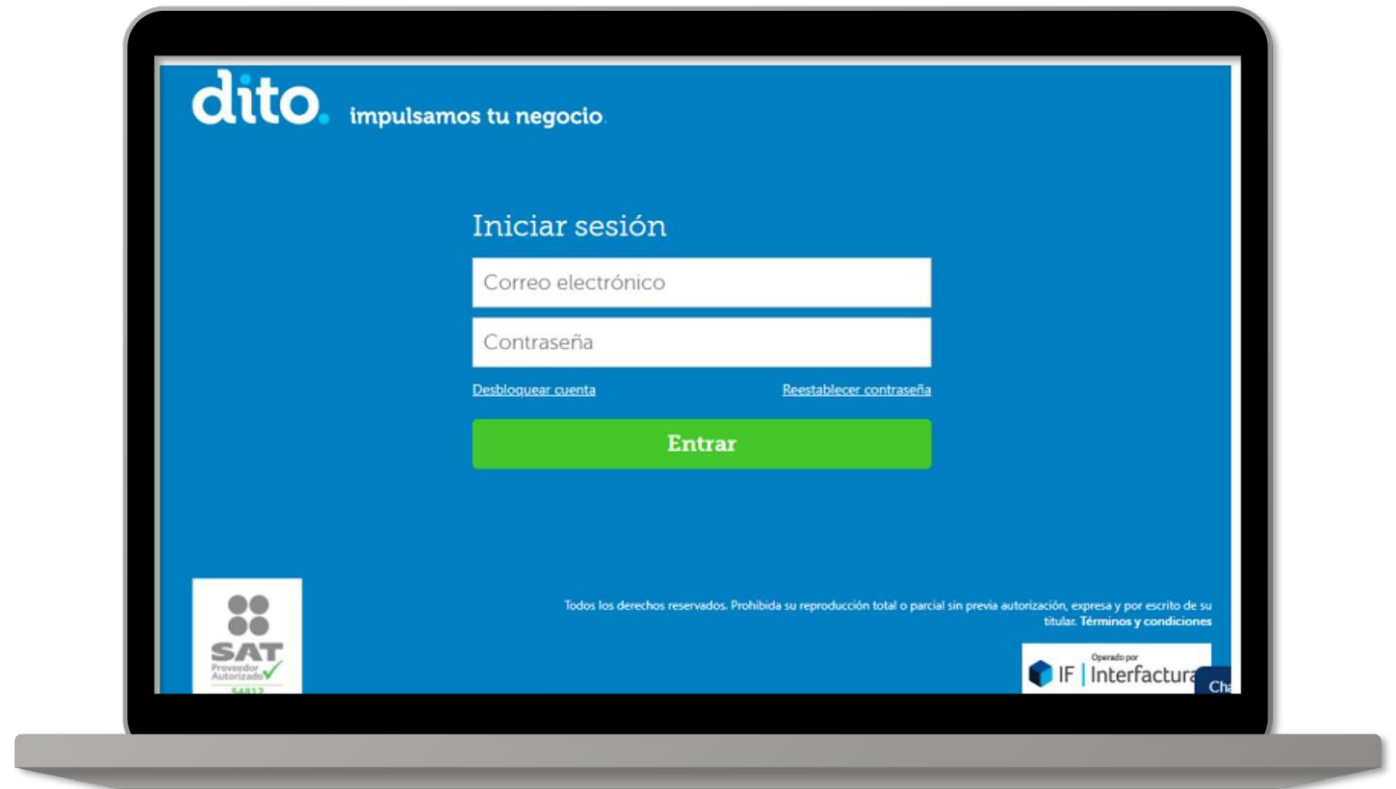 dito. impulsamos tu negocio.
Iniciar sesión
Correo electrónico
Contraseña
Desbloquear cuenta Reestablecer contraseña
Entrar
Todos los derechos reservados. Prohibida su reproducción total o parcial sin previa autorización, expresa y por escrito de su
titular. Términos y condiciones
SAT
Proveedor
Autorizado
54812
Operado por
IF | Interfactura
Cha